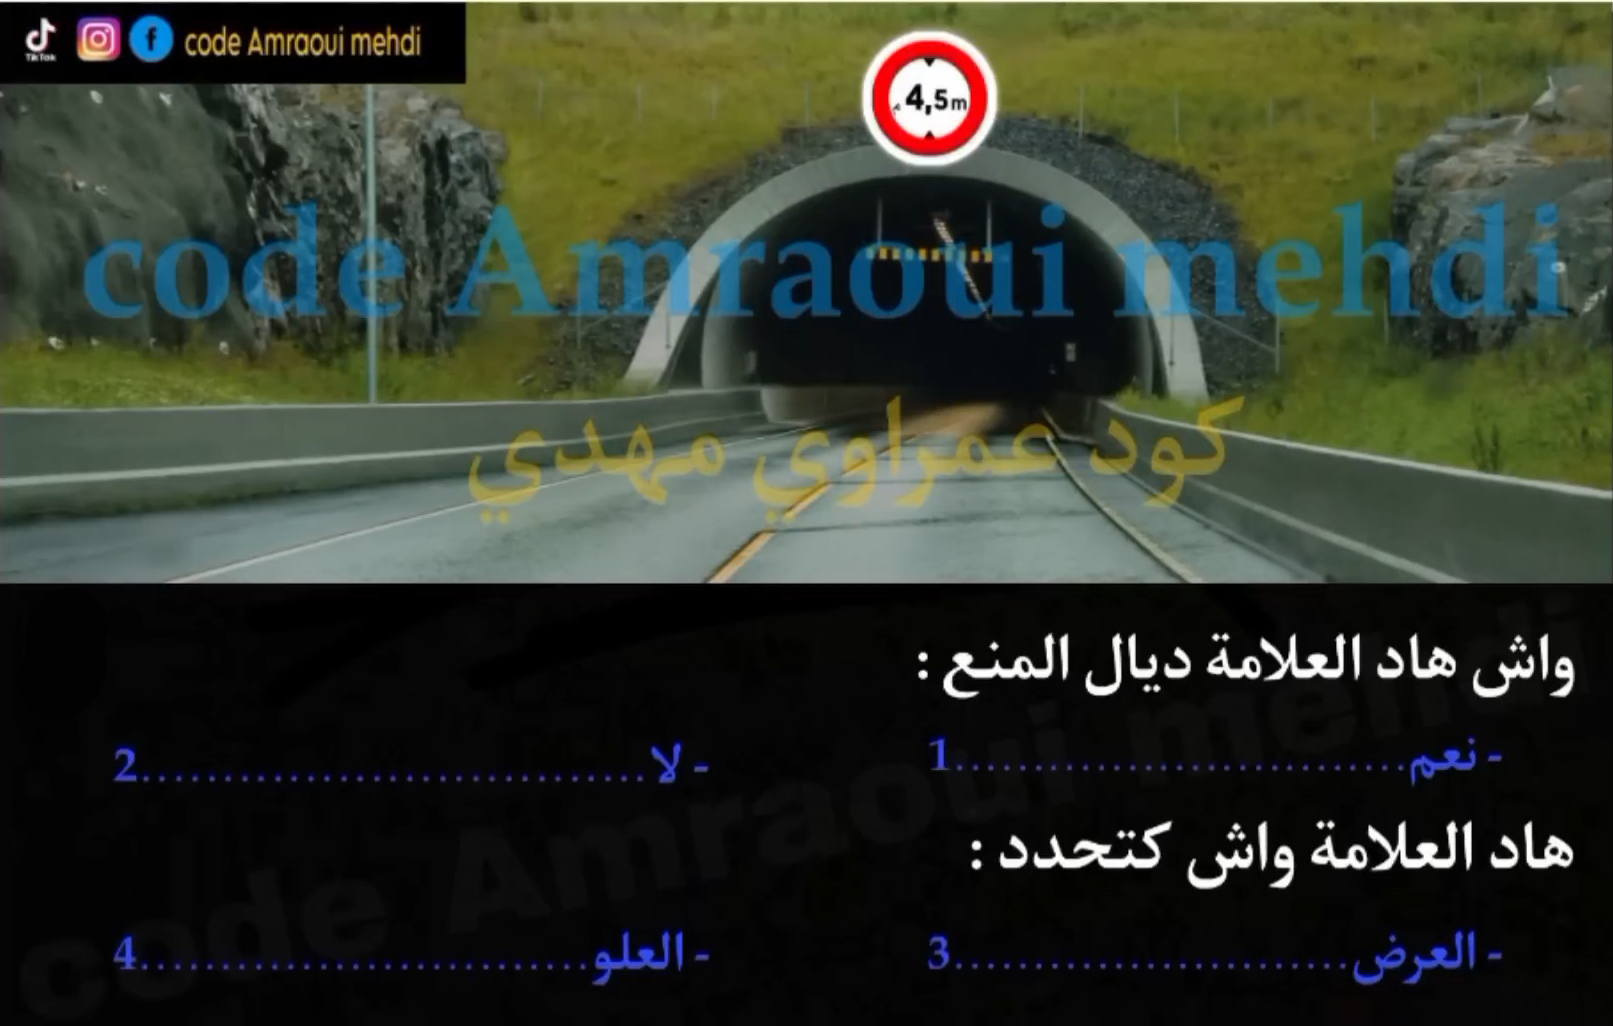 TikTok
code Amraoui mehdi
4,5m
code Amraoui mehdi
كود عمراوي مهدي
واش هاد العلامة ديال المنع :
- نعم............................1
- لا...............................2
هاد العلامة واش كتحدد :
- العرض........................3
- العلو...........................4
code Amraoui mehdi